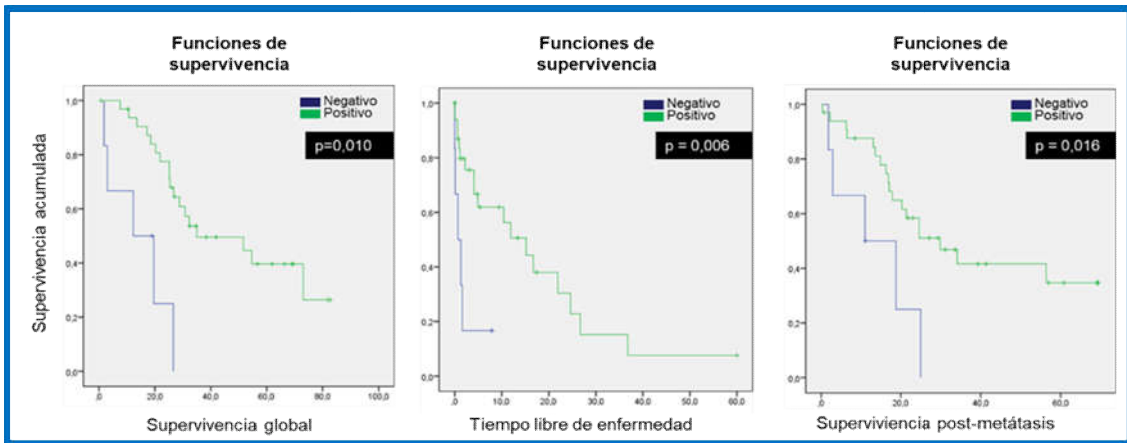 Funciones de
supervivencia
Negativo
Positivo
p=0,010
Supervivencia acumulada
1,0
0,8
0,6
0,4
0,2
0,0
,0
20,0
40,0
60,0
80,0
100,0
Supervivencia global
Funciones de
supervivencia
Negativo
Positivo
p = 0,006
1,0
0,8
0,6
0,4
0,2
0,0
,0
10,0
20,0
30,0
40,0
50,0
60,0
Tiempo libre de enfermedad
Funciones de
supervivencia
Negativo
Positivo
p = 0,016
1,0
0,8
0,6
0,4
0,2
0,0
,0
20,0
40,0
60,0
Superviviencia post-metátasis